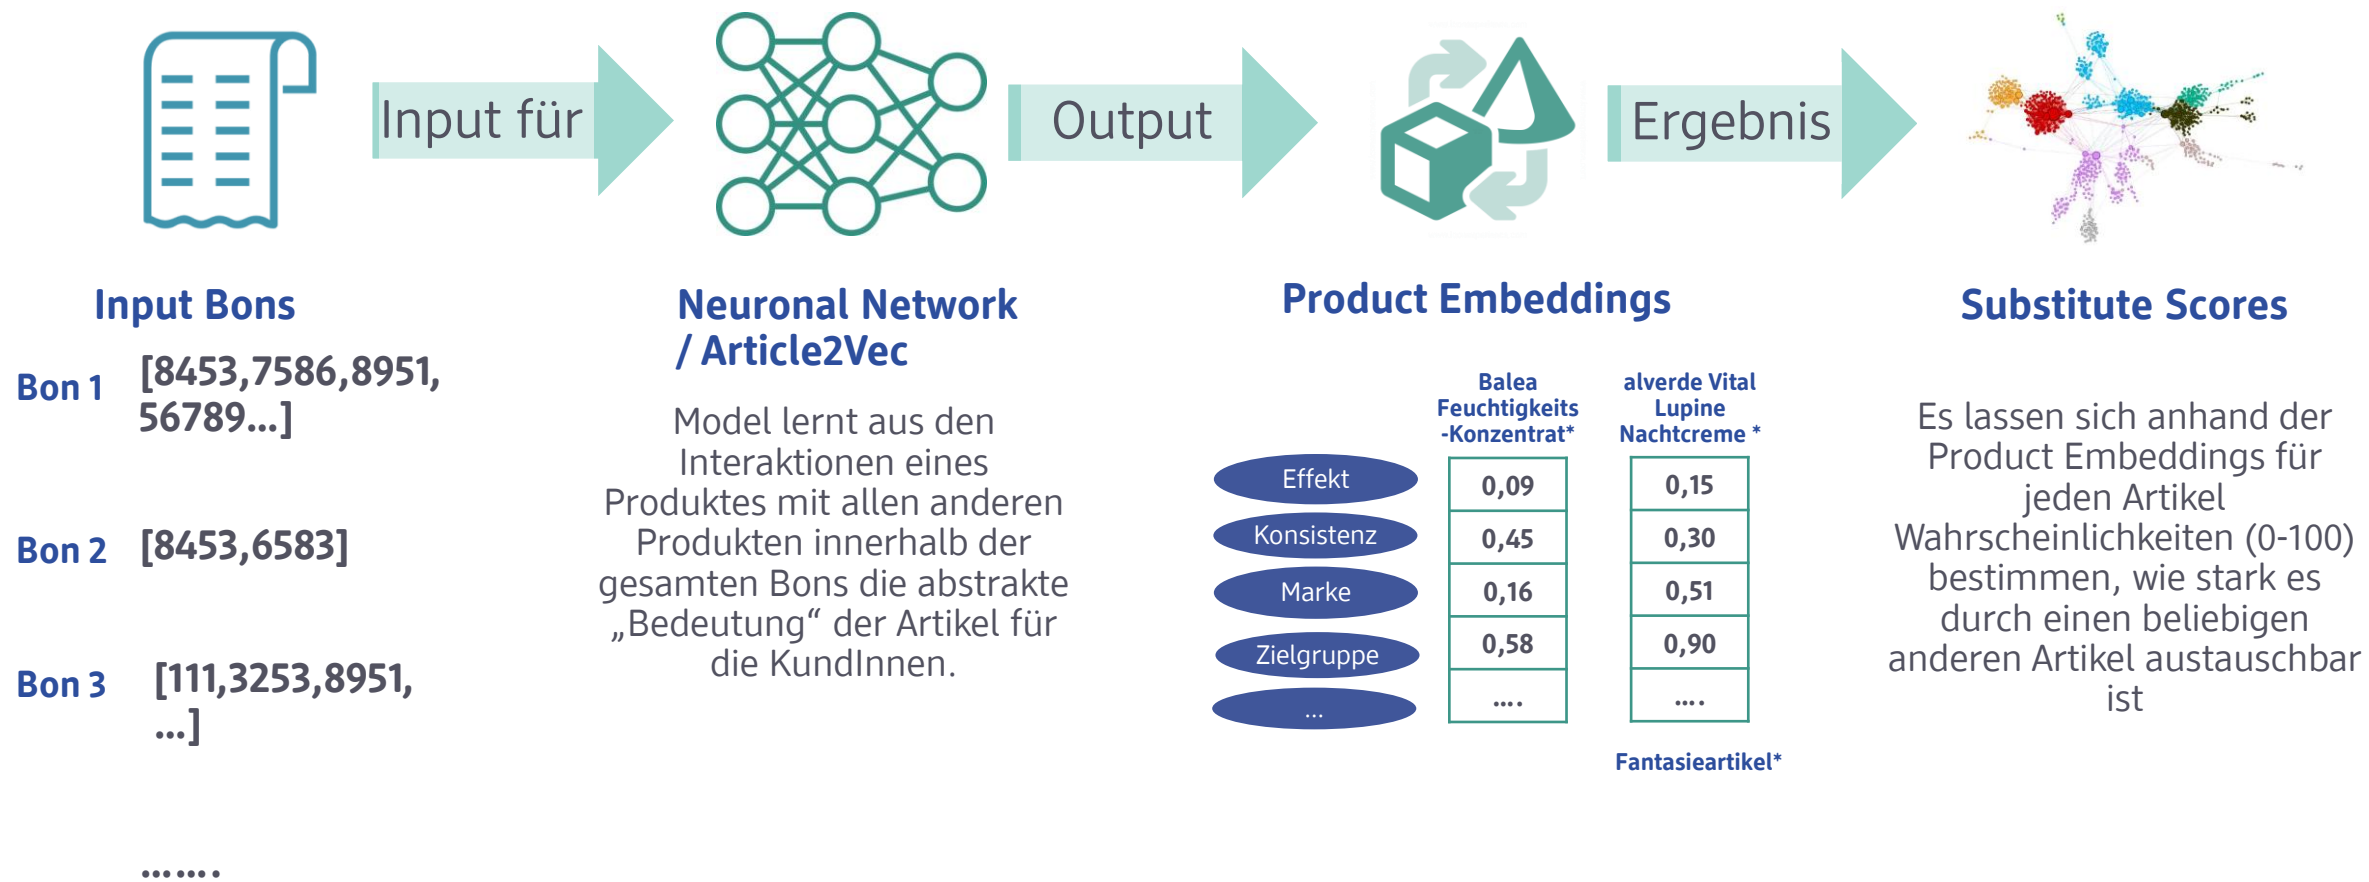 Input für
Output
Ergebnis
Input Bons
Bon 1
[8453,7586,8951,
56789...]
Bon 2
[8453,6583]
Bon 3
[111,3253,8951,
...]
.......
Neuronal Network
/ Article2Vec
Model lernt aus den
Interaktionen eines
Produktes mit allen anderen
Produkten innerhalb der
gesamten Bons die abstrakte
„Bedeutung“ der Artikel für
die KundInnen.
Product Embeddings
Balea
Feuchtigkeits
-Konzentrat*
alverde Vital
Lupine
Nachtcreme *
Effekt 0,09 0,15
Konsistenz 0,45 0,30
Marke 0,16 0,51
Zielgruppe 0,58 0,90
... .... ....
Fantasieartikel*
Substitute Scores
Es lassen sich anhand der
Product Embeddings für
jeden Artikel
Wahrscheinlichkeiten (0-100)
bestimmen, wie stark es
durch einen beliebigen
anderen Artikel austauschbar
ist